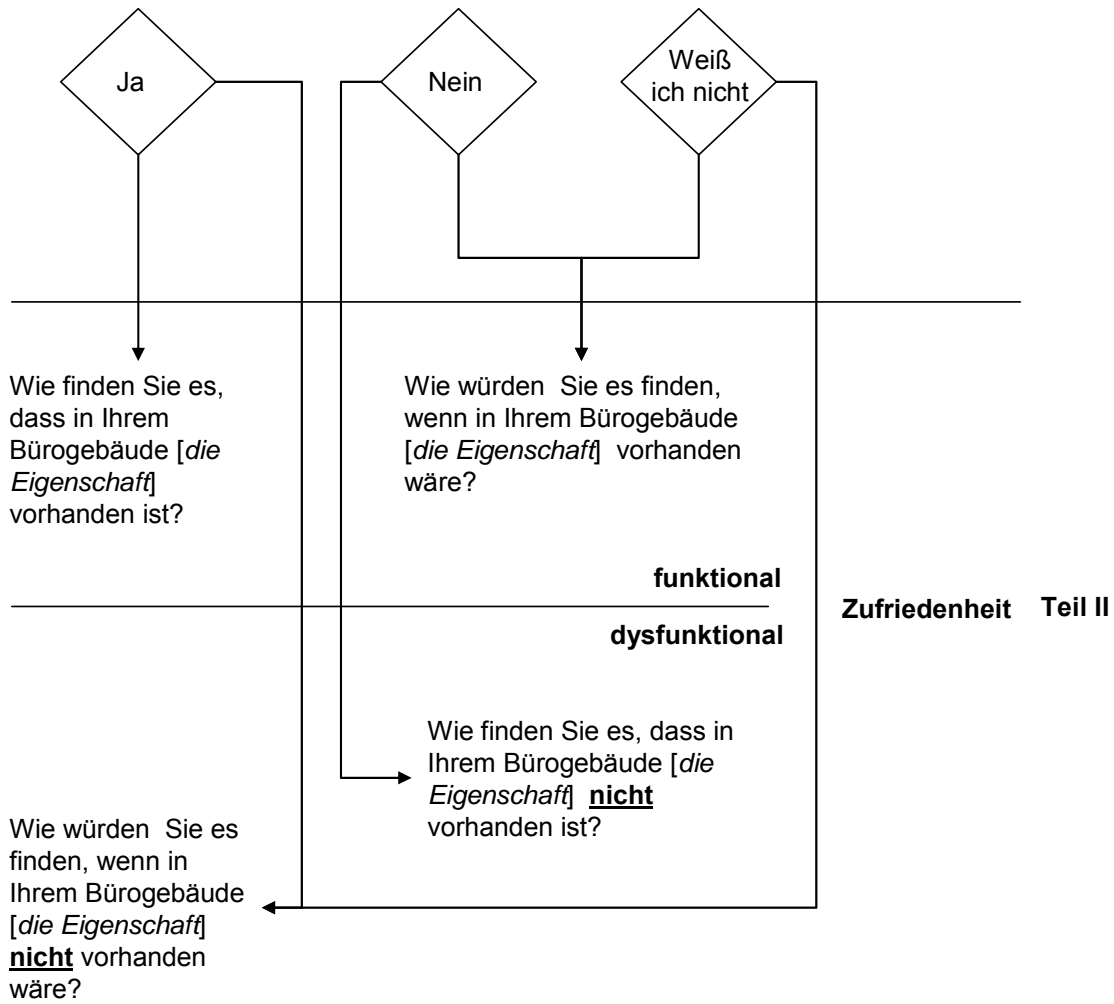 Ja
Nein
Weiß
ich nicht
Wie finden Sie es,
dass in Ihrem
Bürogebäude [die
Eigenschaft]
vorhanden ist?
Wie würden  Sie es finden,
wenn in Ihrem Bürogebäude
[die Eigenschaft]  vorhanden
wäre?
funktional
dysfunktional
Zufriedenheit
Teil II
Wie finden Sie es, dass in
Ihrem Bürogebäude [die
Eigenschaft]  nicht
vorhanden ist?
Wie würden  Sie es
finden, wenn in
Ihrem Bürogebäude
[die Eigenschaft]
nicht vorhanden
wäre?